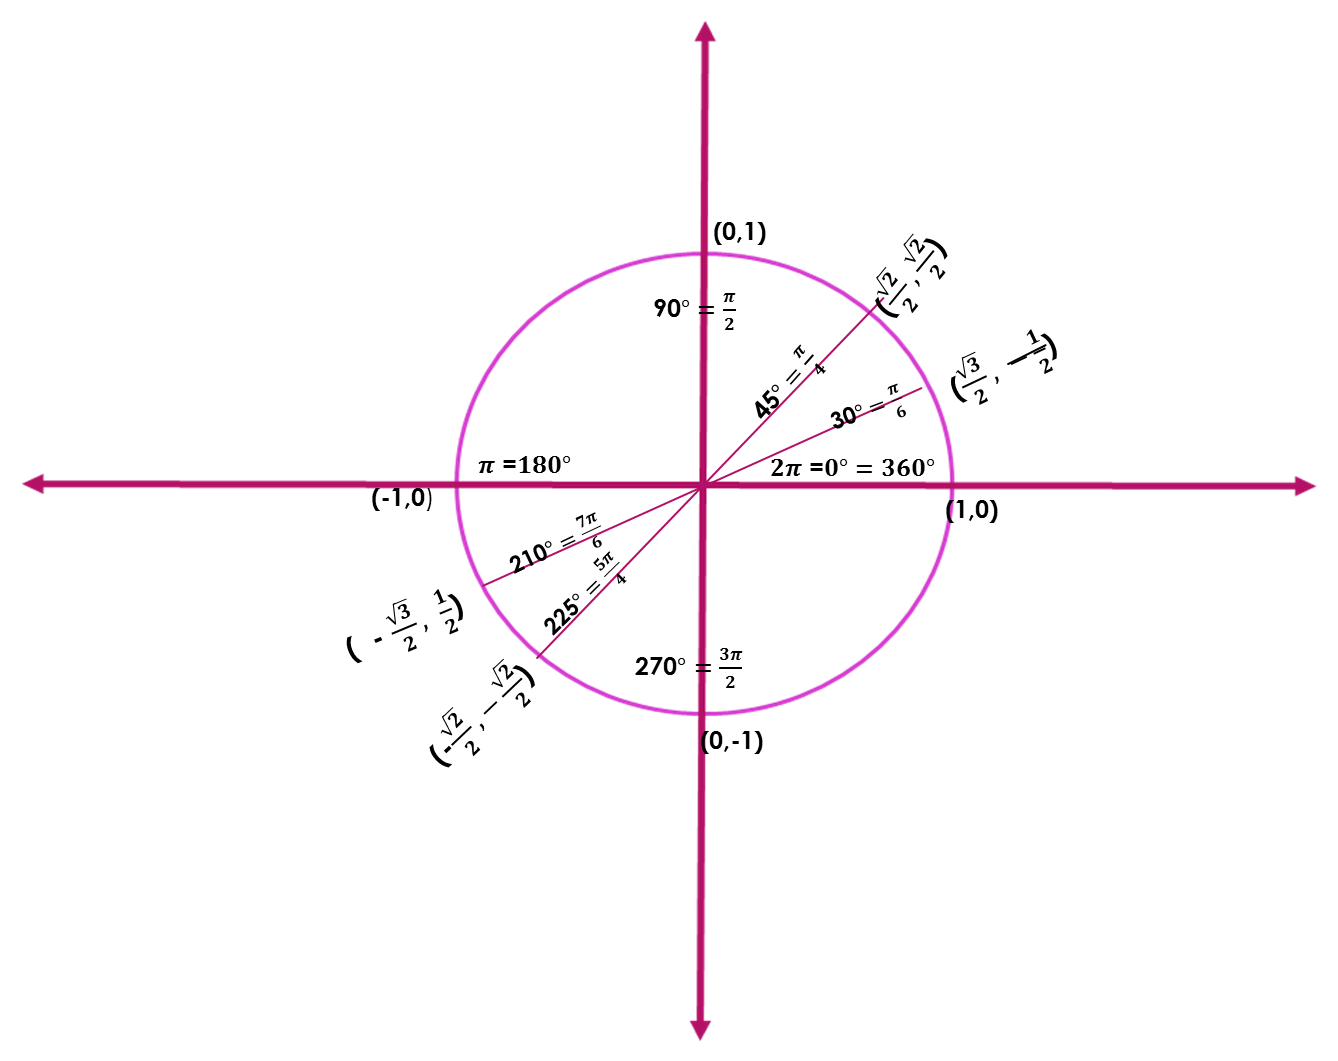 (0,1)
(√2/2, √2/2)
90° = π/2
45° = π/4
(√3/2, −1/2)
30° = π/6
π =180°
2π =0° = 360°
(-1,0)
(1,0)
210° = 7π/6
225° = 5π/4
( - √3/2, 1/2)
270° = 3π/2
(-√2/2, −√2/2)
(0,-1)